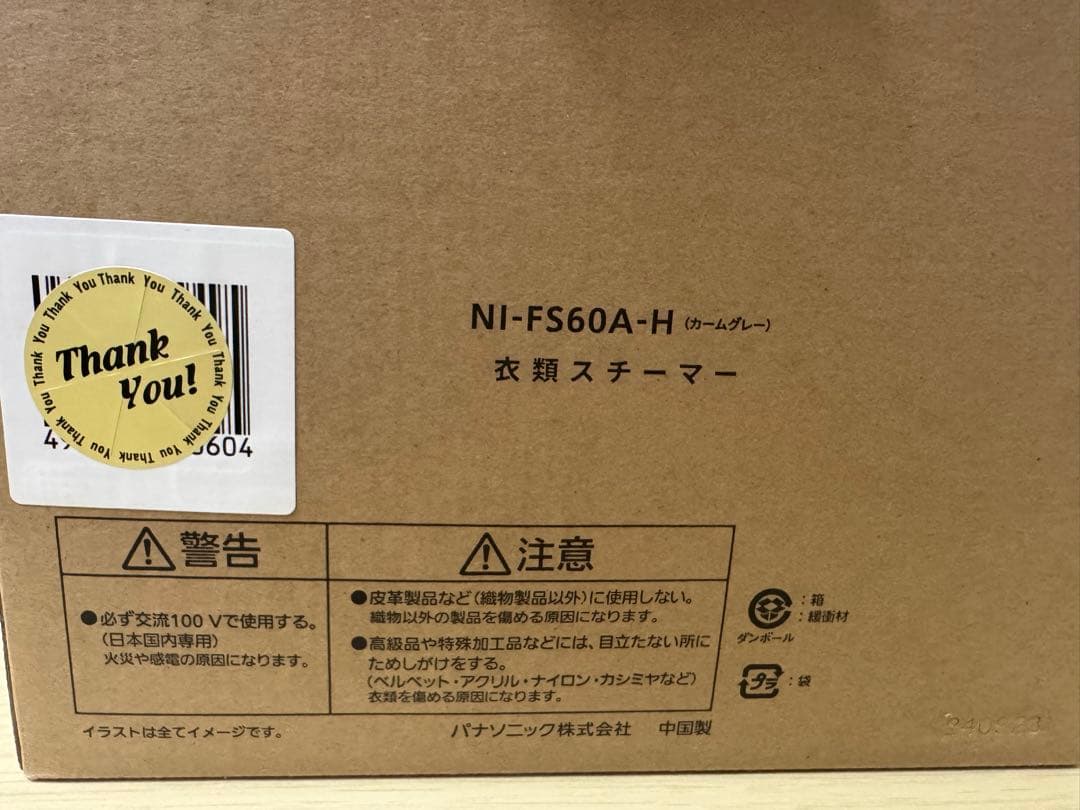 NI-FS60A-H（カームグレー）
衣類スチーマー
You Thank You Thank You Thank You Thank You Thank You Thank You Thank
Thank
You!
604
警告
●必ず交流100 Vで使用する。
（日本国内専用）
火災や感電の原因になります。
注意
●皮革製品など（織物製品以外）に使用しない。
織物以外の製品を傷める原因になります。
●高級品や特殊加工品などには、目立たない所に
ためしがけをする。
（ベルベット・アクリル・ナイロン・カシミヤなど）
衣類を傷める原因になります。
：箱
：緩衝材
ダンボール
プラ：袋
イラストは全てイメージです。
パナソニック株式会社 中国製